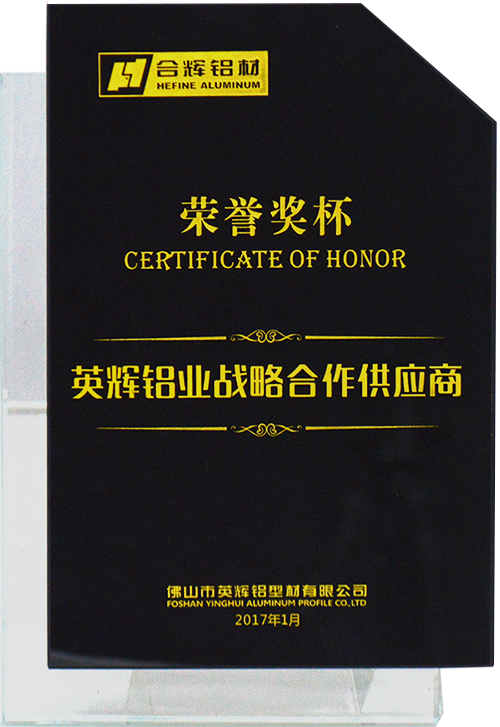 合辉铝材
HEFINE ALUMINUM
荣誉奖杯
CERTIFICATE OF HONOR
英辉铝业战略合作供应商
佛山市英辉铝型材有限公司
FOSHAN YINGHUI ALUMINUM PROFILE CO.,LTD
2017年1月